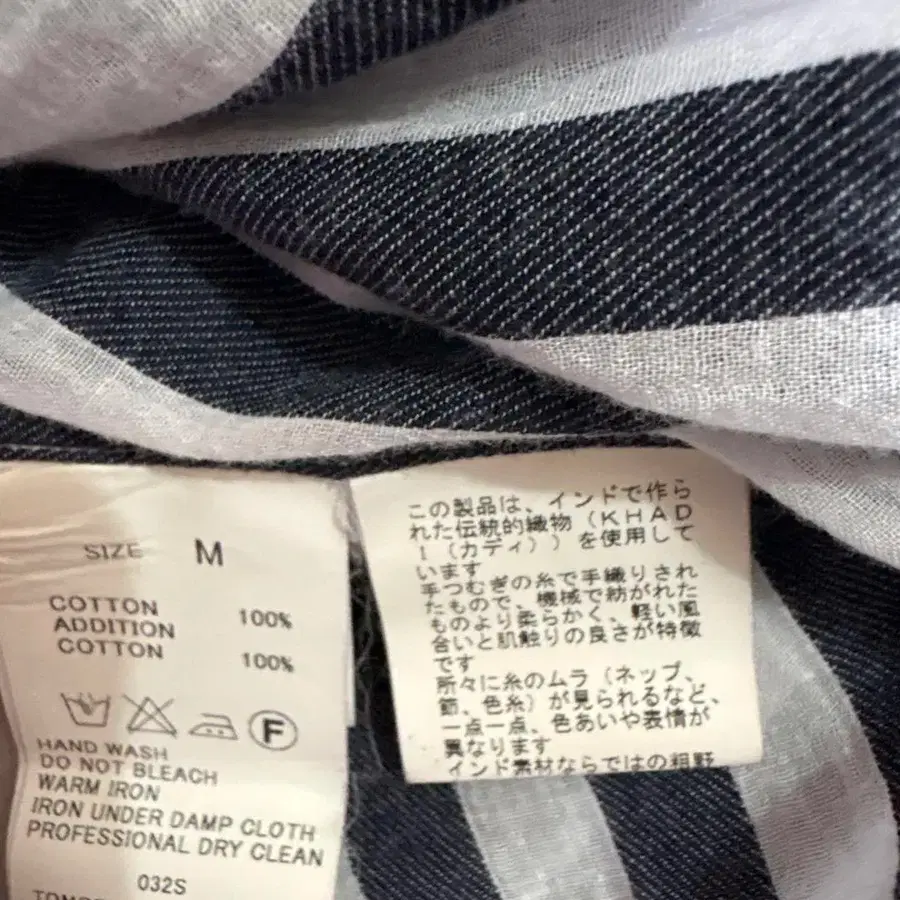 SIZE M
COTTON 100%
ADDITION
COTTON 100%
F
HAND WASH
DO NOT BLEACH
WARM IRON
IRON UNDER DAMP CLOTH
PROFESSIONAL DRY CLEAN
032S
この製品は、インドで作ら
れた伝統的織物(KHAD
I(カディ))を使用して
います
手つむぎの糸で手織りされ
たもので、機械で紡がれた
ものより柔らかく、軽い風
合いと肌触りの良さが特徴
です
所々に糸のムラ(ネップ、
節、色糸)が見られるなど、
一点一点、色あいや表情が
異なります
インド素材ならではの粗野